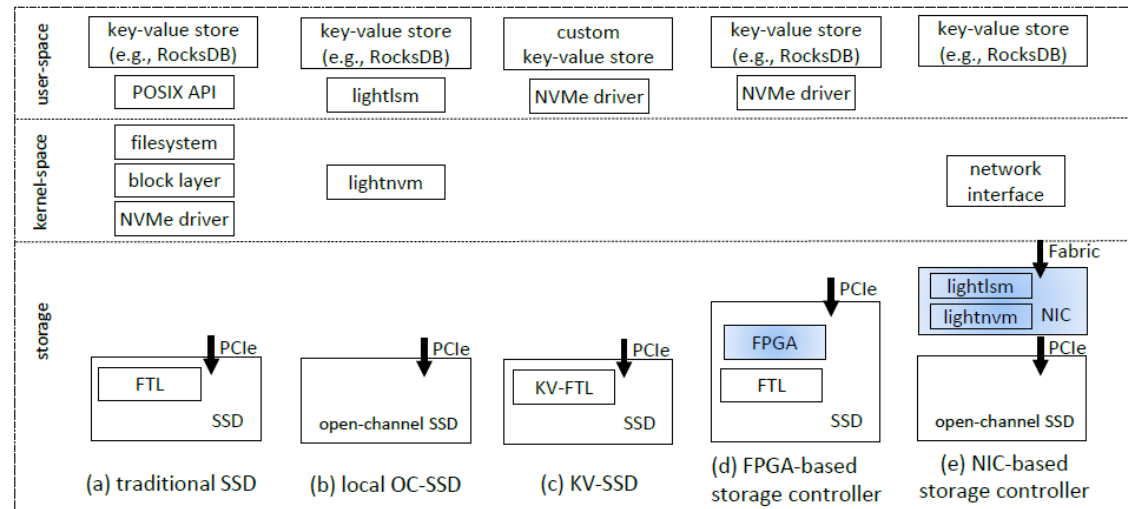 user-space
key-value store
(e.g., RocksDB)
POSIX API
key-value store
(e.g., RocksDB)
lightlsm
custom
key-value store
NVMe driver
key-value store
(e.g., RocksDB)
NVMe driver
key-value store
(e.g., RocksDB)
kernel-space
filesystem
block layer
NVMe driver
lightnvm
network
interface
storage
PCIe
FTL
SSD
PCIe
open-channel SSD
PCIe
KV-FTL
SSD
PCIe
FPGA
FTL
SSD
Fabric
lightlsm
lightnvm
NIC
PCIe
open-channel SSD
(a) traditional SSD
(b) local OC-SSD
(c) KV-SSD
(d) FPGA-based
storage controller
(e) NIC-based
storage controller